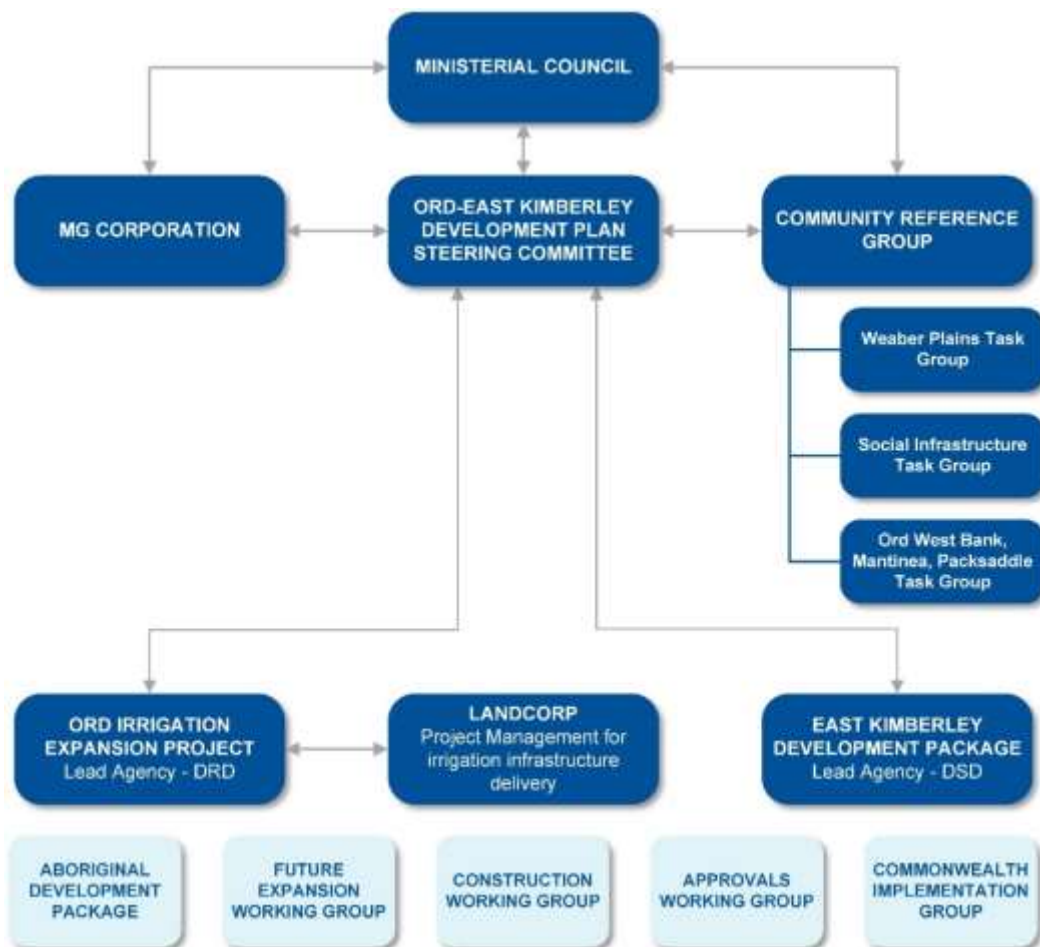 MINISTERIAL COUNCIL
MG CORPORATION
ORD-EAST KIMBERLEY
DEVELOPMENT PLAN
STEERING COMMITTEE
COMMUNITY REFERENCE
GROUP
Weaber Plains Task
Group
Social Infrastructure
Task Group
Ord West Bank,
Mantinea, Packsaddle
Task Group
ORD IRRIGATION
EXPANSION PROJECT
Lead Agency - DRD
LANDCORP
Project Management for
irrigation infrastructure
delivery
EAST KIMBERLEY
DEVELOPMENT PACKAGE
Lead Agency - DSD
ABORIGINAL
DEVELOPMENT
PACKAGE
FUTURE
EXPANSION
WORKING GROUP
CONSTRUCTION
WORKING GROUP
APPROVALS
WORKING GROUP
COMMONWEALTH
IMPLEMENTATION
GROUP